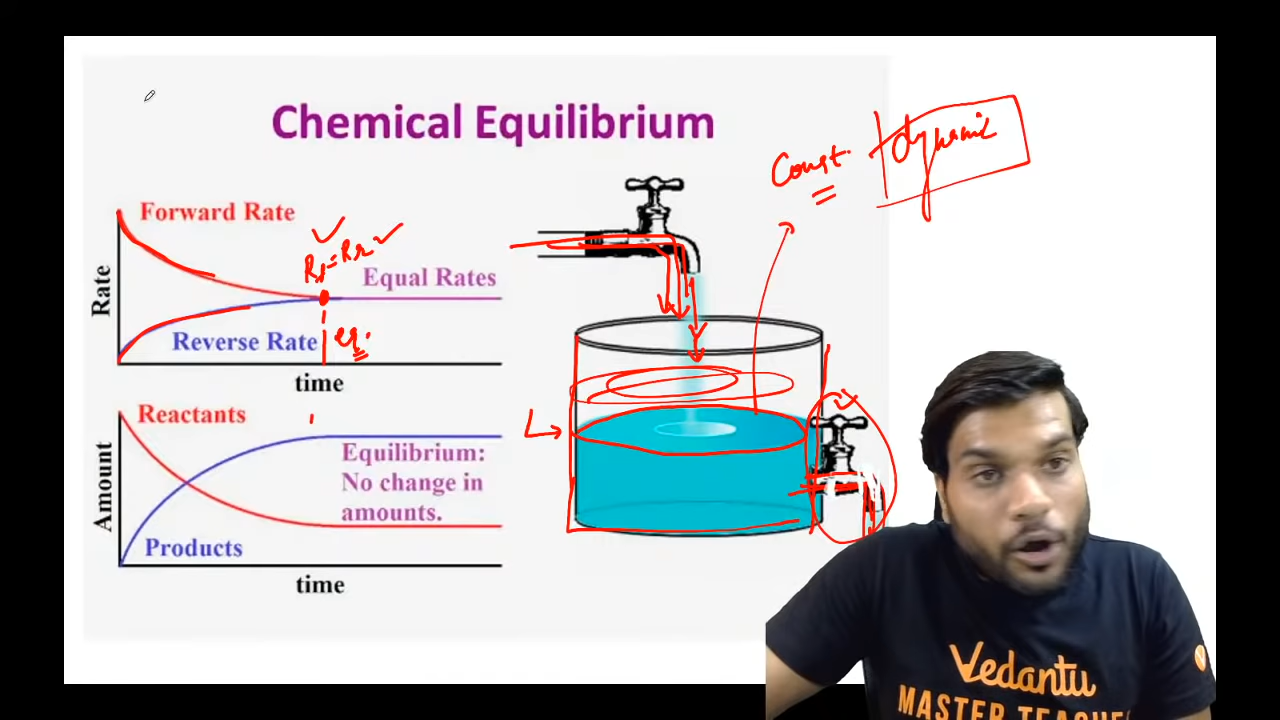 Chemical Equilibrium
Const.
dynamic
Forward Rate
Rf = Rr
Equal Rates
Rate
Reverse Rate
eq.
time
Reactants
Equilibrium:
No change in
amounts.
Amount
Products
time
Vedantu
MASTER TEACHE